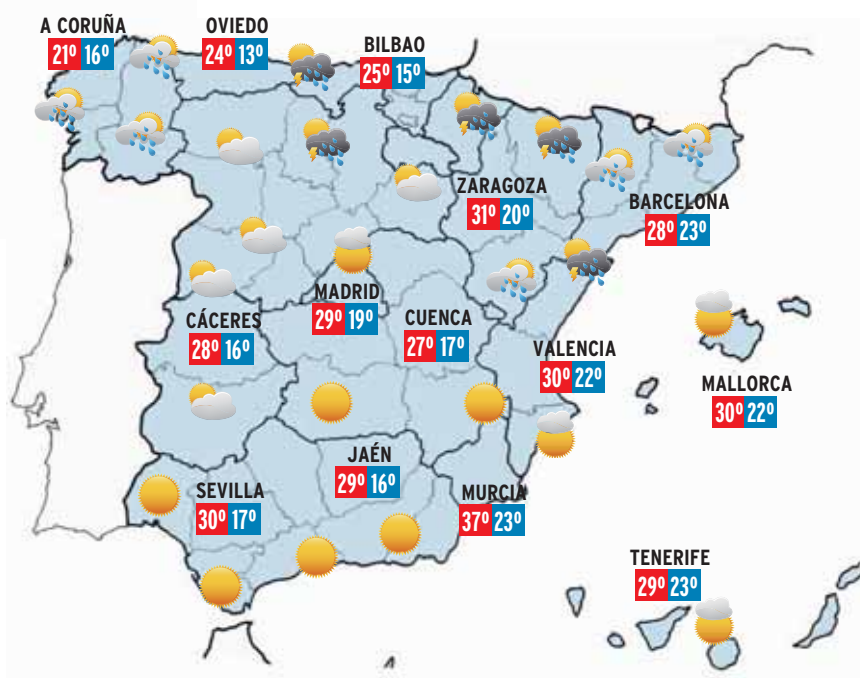 A CORUÑA
21º 16º
OVIEDO
24º 13º
BILBAO
25º 15º
ZARAGOZA
31º 20º
BARCELONA
28º 23º
MADRID
29º 19º
CÁCERES
28º 16º
CUENCA
27º 17º
VALENCIA
30º 22º
MALLORCA
30º 22º
JAÉN
29º 16º
SEVILLA
30º 17º
MURCIA
37º 23º
TENERIFE
29º 23º